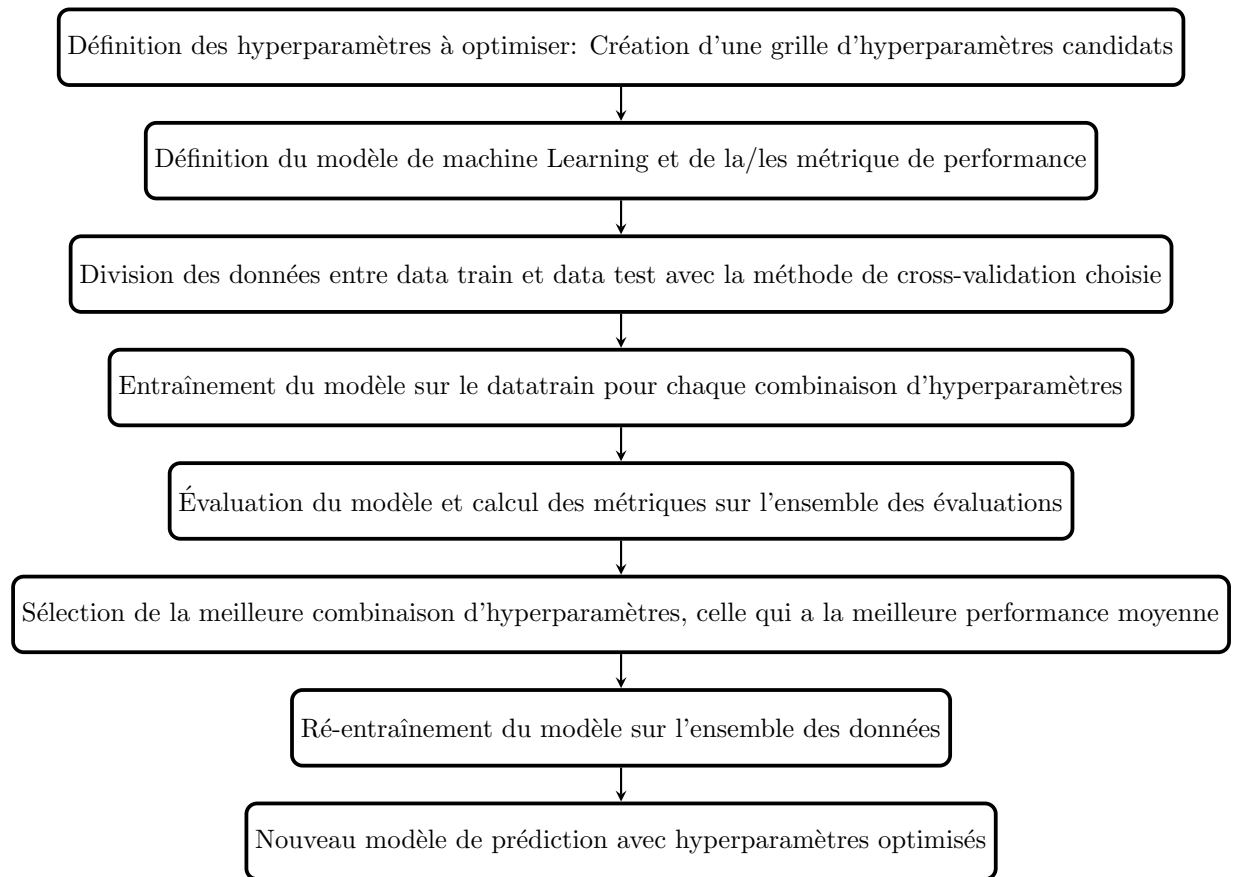 Définition des hyperparamètres à optimiser: Création d'une grille d'hyperparamètres candidats
Définition du modèle de machine Learning et de la/les métrique de performance
Division des données entre data train et data test avec la méthode de cross-validation choisie
Entraînement du modèle sur le datatrain pour chaque combinaison d'hyperparamètres
Évaluation du modèle et calcul des métriques sur l'ensemble des évaluations
Sélection de la meilleure combinaison d'hyperparamètres, celle qui a la meilleure performance moyenne
Ré-entraînement du modèle sur l'ensemble des données
Nouveau modèle de prédiction avec hyperparamètres optimisés